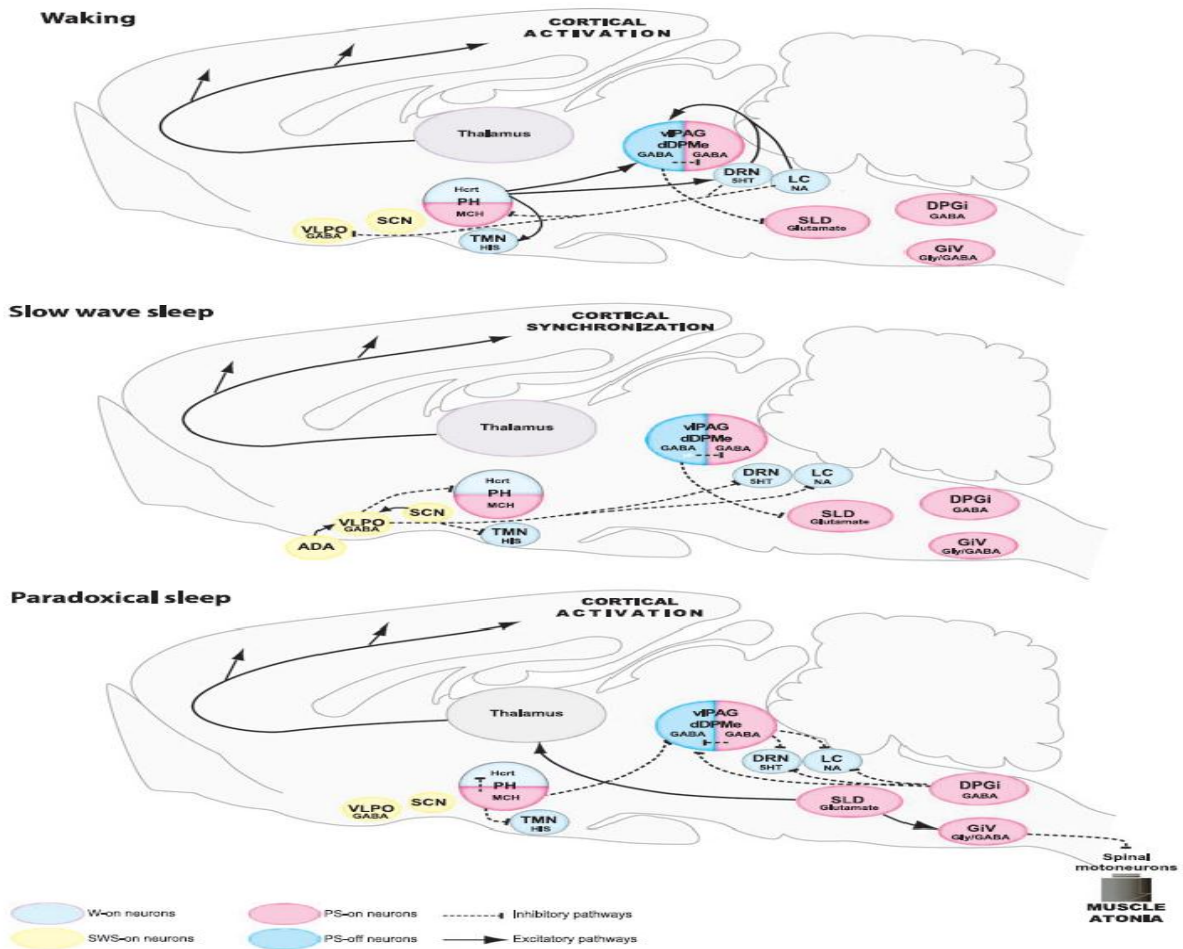 Waking
CORTICAL
ACTIVATION
Thalamus
vlPAG
dDPMe
GABA GABA
DRN
5HT
LC
NA
Hcrt
PH
MCH
SCN
VLPO
GABA
TMN
HIS
SLD
Glutamate
DPGi
GABA
GiV
Gly/GABA
Slow wave sleep
CORTICAL
SYNCHRONIZATION
Thalamus
vlPAG
dDPMe
GABA GABA
DRN
5HT
LC
NA
Hcrt
PH
MCH
SCN
VLPO
GABA
ADA
TMN
HIS
SLD
Glutamate
DPGi
GABA
GiV
Gly/GABA
Paradoxical sleep
CORTICAL
ACTIVATION
Thalamus
vlPAG
dDPMe
GABA GABA
DRN
5HT
LC
NA
Hcrt
PH
MCH
SCN
VLPO
GABA
TMN
HIS
SLD
Glutamate
DPGi
GABA
GiV
Gly/GABA
Spinal
motoneurons
MUSCLE
ATONIA
W-on neurons
PS-on neurons
Inhibitory pathways
SWS-on neurons
PS-off neurons
Excitatory pathways